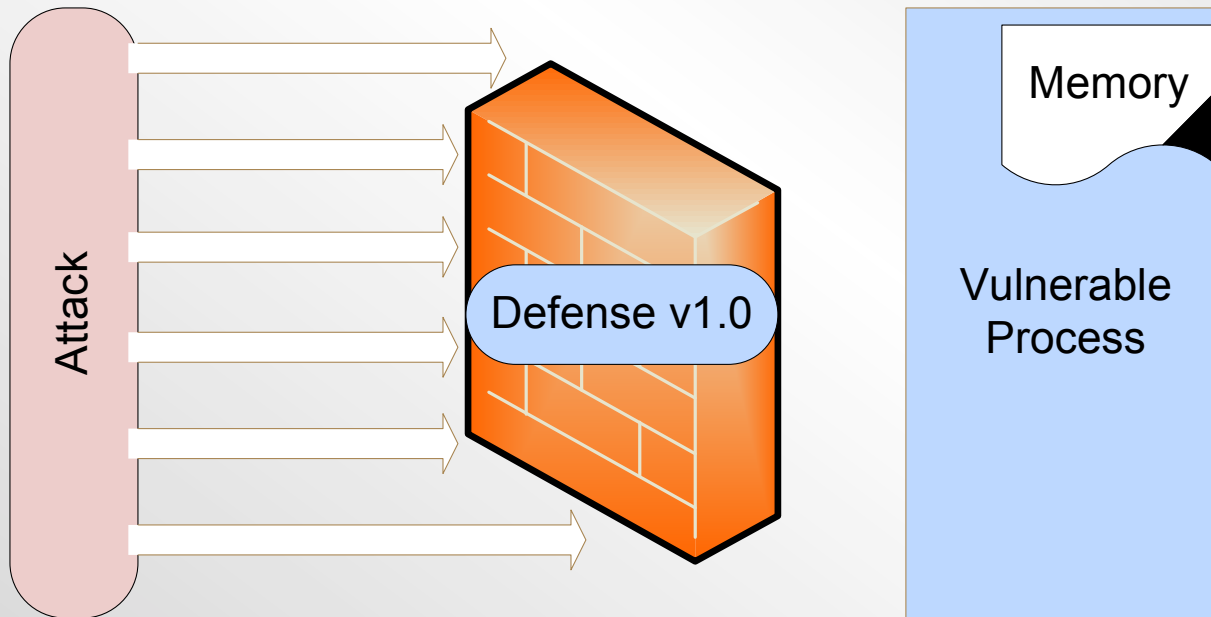 Attack
Defense v1.0
Memory
Vulnerable
Process